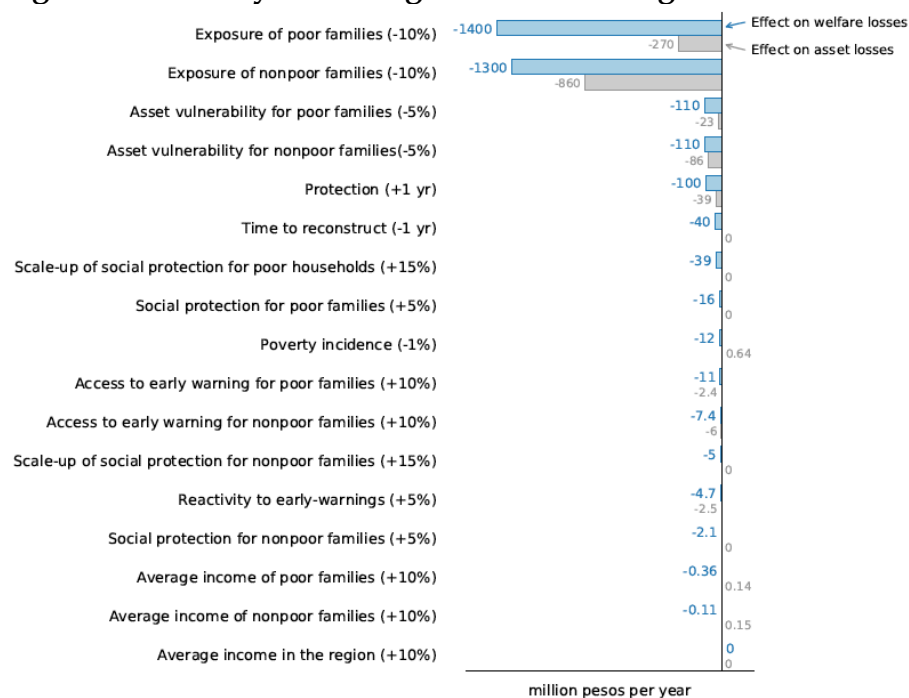 Exposure of poor families (-10%) -1400 Effect on welfare losses
-270 Effect on asset losses
Exposure of nonpoor families (-10%) -1300
-860
Asset vulnerability for poor families (-5%) -110
-23
Asset vulnerability for nonpoor families(-5%) -110
-86
Protection (+1 yr) -100
-39
Time to reconstruct (-1 yr) -40
0
Scale-up of social protection for poor households (+15%) -39
0
Social protection for poor families (+5%) -16
0
Poverty incidence (-1%) -12
0.64
Access to early warning for poor families (+10%) -11
-2.4
Access to early warning for nonpoor families (+10%) -7.4
-6
Scale-up of social protection for nonpoor families (+15%) -5
0
Reactivity to early-warnings (+5%) -4.7
-2.5
Social protection for nonpoor families (+5%) -2.1
0
Average income of poor families (+10%) -0.36
0.14
Average income of nonpoor families (+10%) -0.11
0.15
Average income in the region (+10%) 0
0
million pesos per year